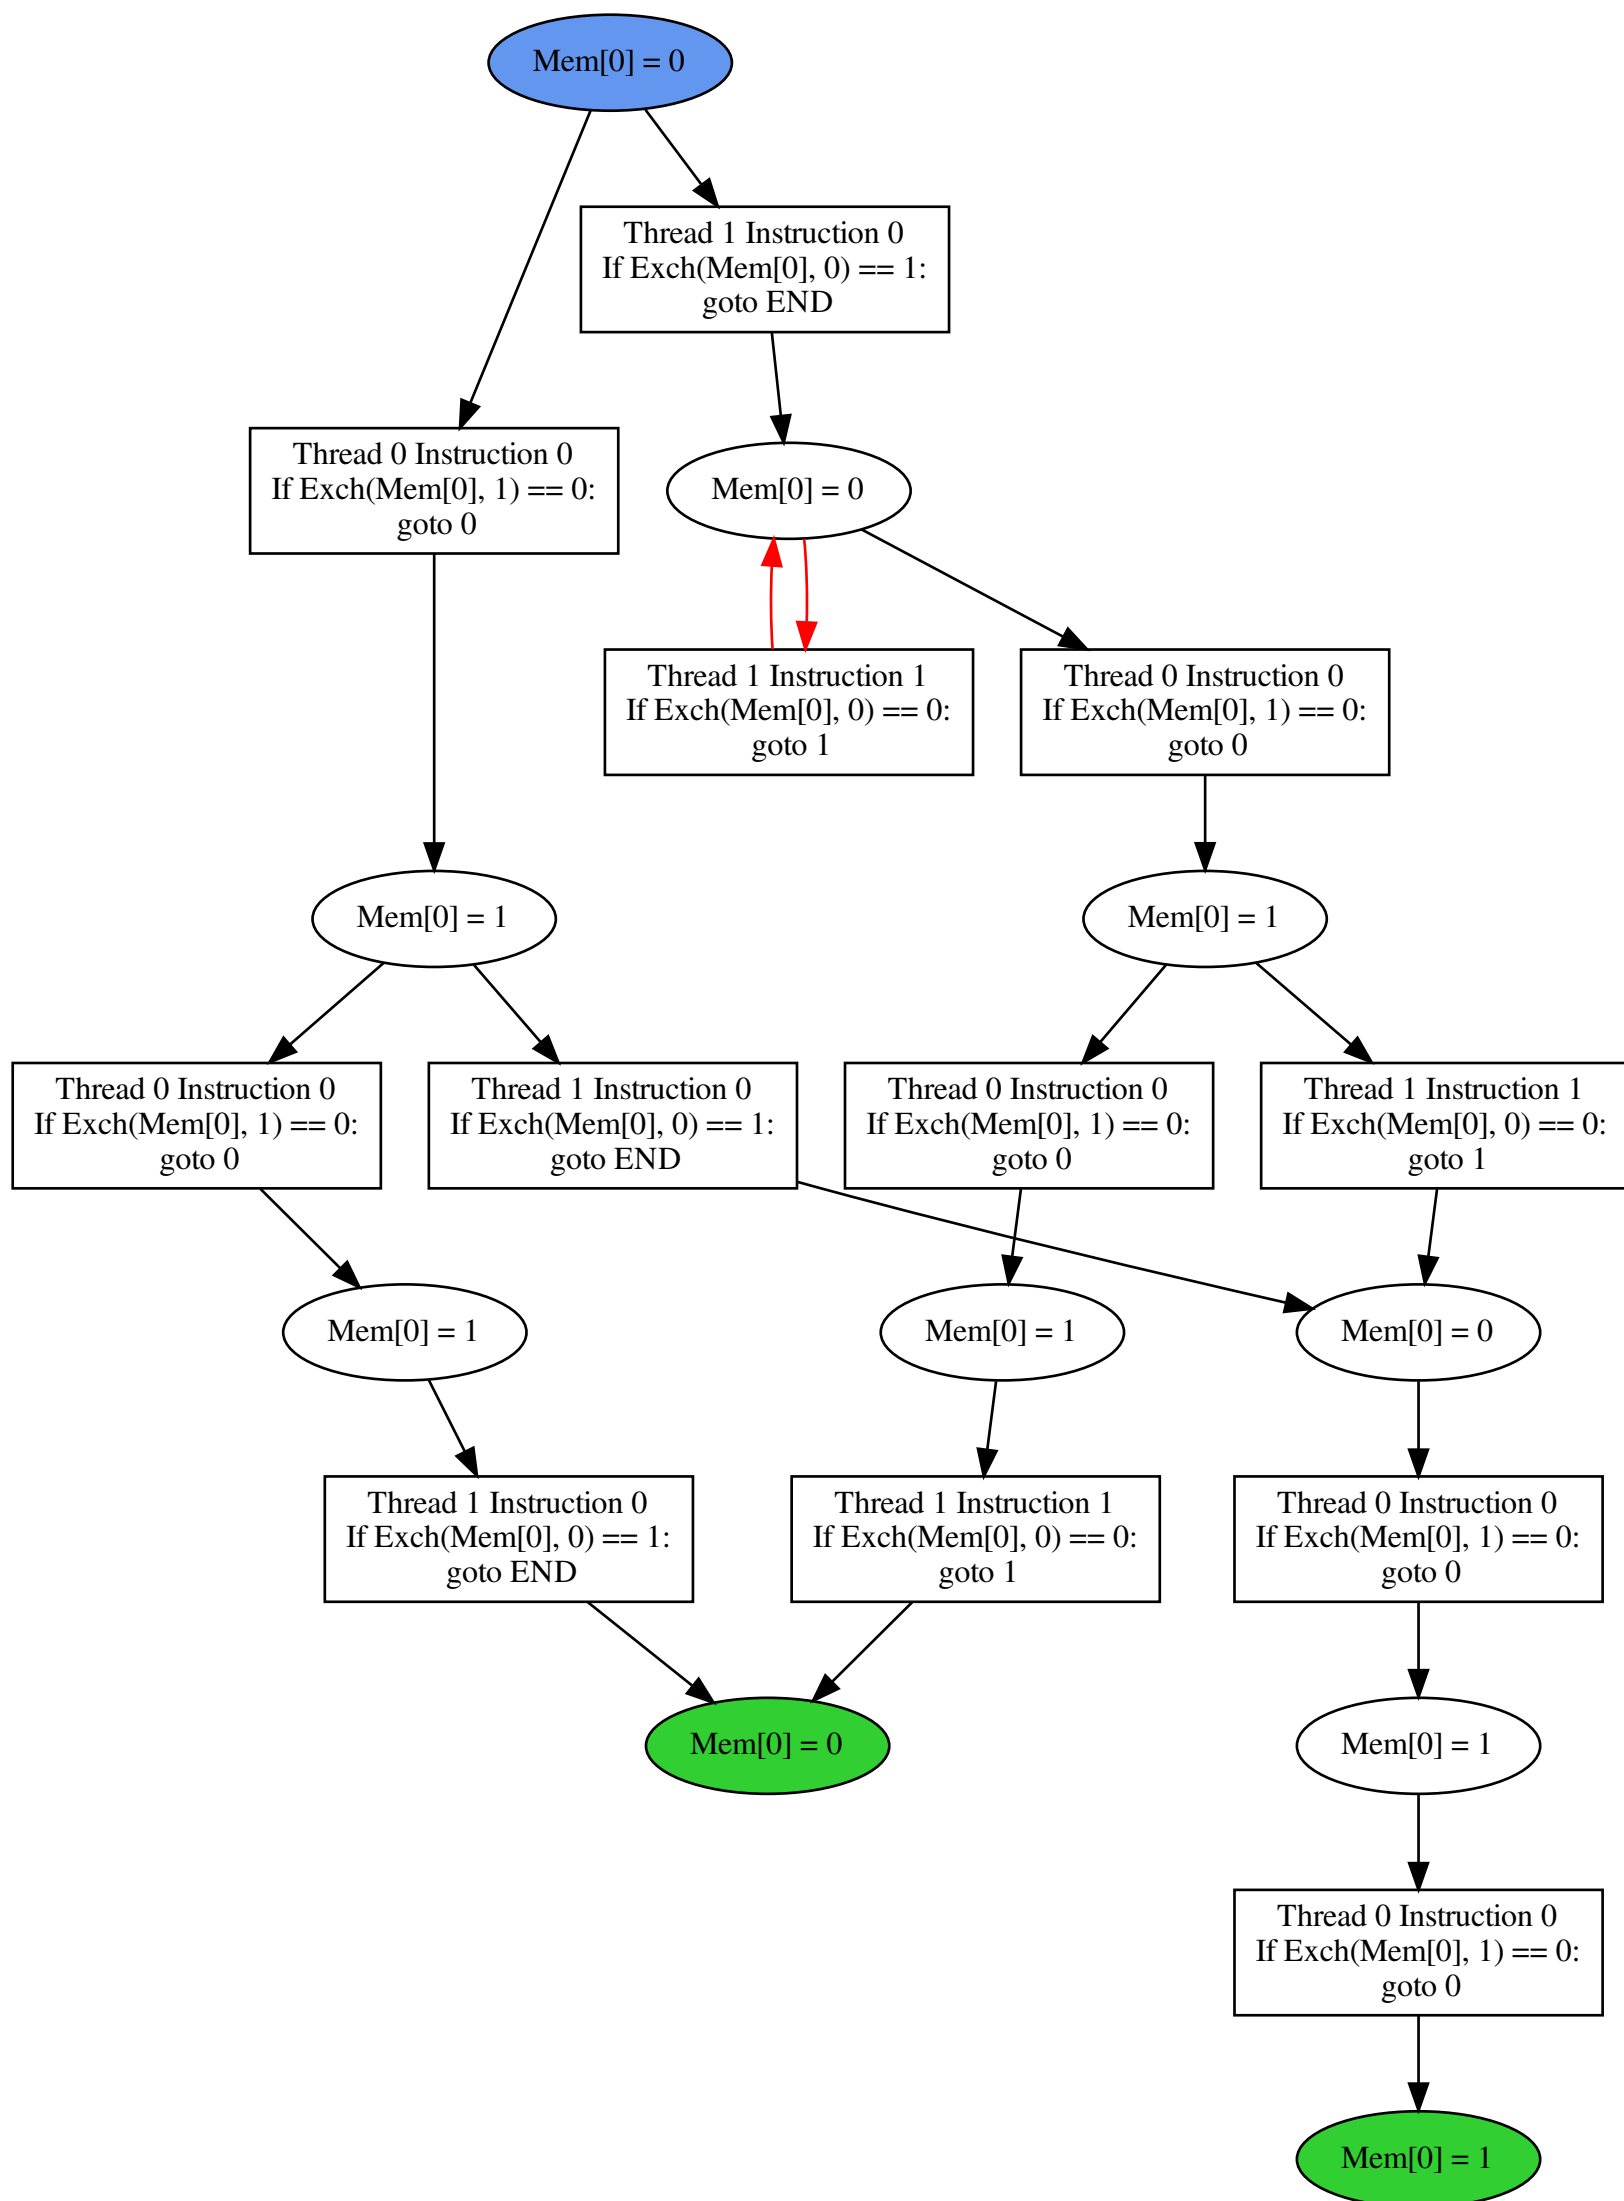 Mem[0] = 0
Thread 1 Instruction 0
If Exch(Mem[0], 0) == 1:
goto END
Thread 0 Instruction 0
If Exch(Mem[0], 1) == 0:
goto 0
Mem[0] = 0
Thread 1 Instruction 1
If Exch(Mem[0], 0) == 0:
goto 1
Thread 0 Instruction 0
If Exch(Mem[0], 1) == 0:
goto 0
Mem[0] = 1
Mem[0] = 1
Thread 0 Instruction 0
If Exch(Mem[0], 1) == 0:
goto 0
Thread 1 Instruction 0
If Exch(Mem[0], 0) == 1:
goto END
Thread 0 Instruction 0
If Exch(Mem[0], 1) == 0:
goto 0
Thread 1 Instruction 1
If Exch(Mem[0], 0) == 0:
goto 1
Mem[0] = 1
Mem[0] = 1
Mem[0] = 0
Thread 1 Instruction 0
If Exch(Mem[0], 0) == 1:
goto END
Thread 1 Instruction 1
If Exch(Mem[0], 0) == 0:
goto 1
Thread 0 Instruction 0
If Exch(Mem[0], 1) == 0:
goto 0
Mem[0] = 0
Mem[0] = 1
Thread 0 Instruction 0
If Exch(Mem[0], 1) == 0:
goto 0
Mem[0] = 1